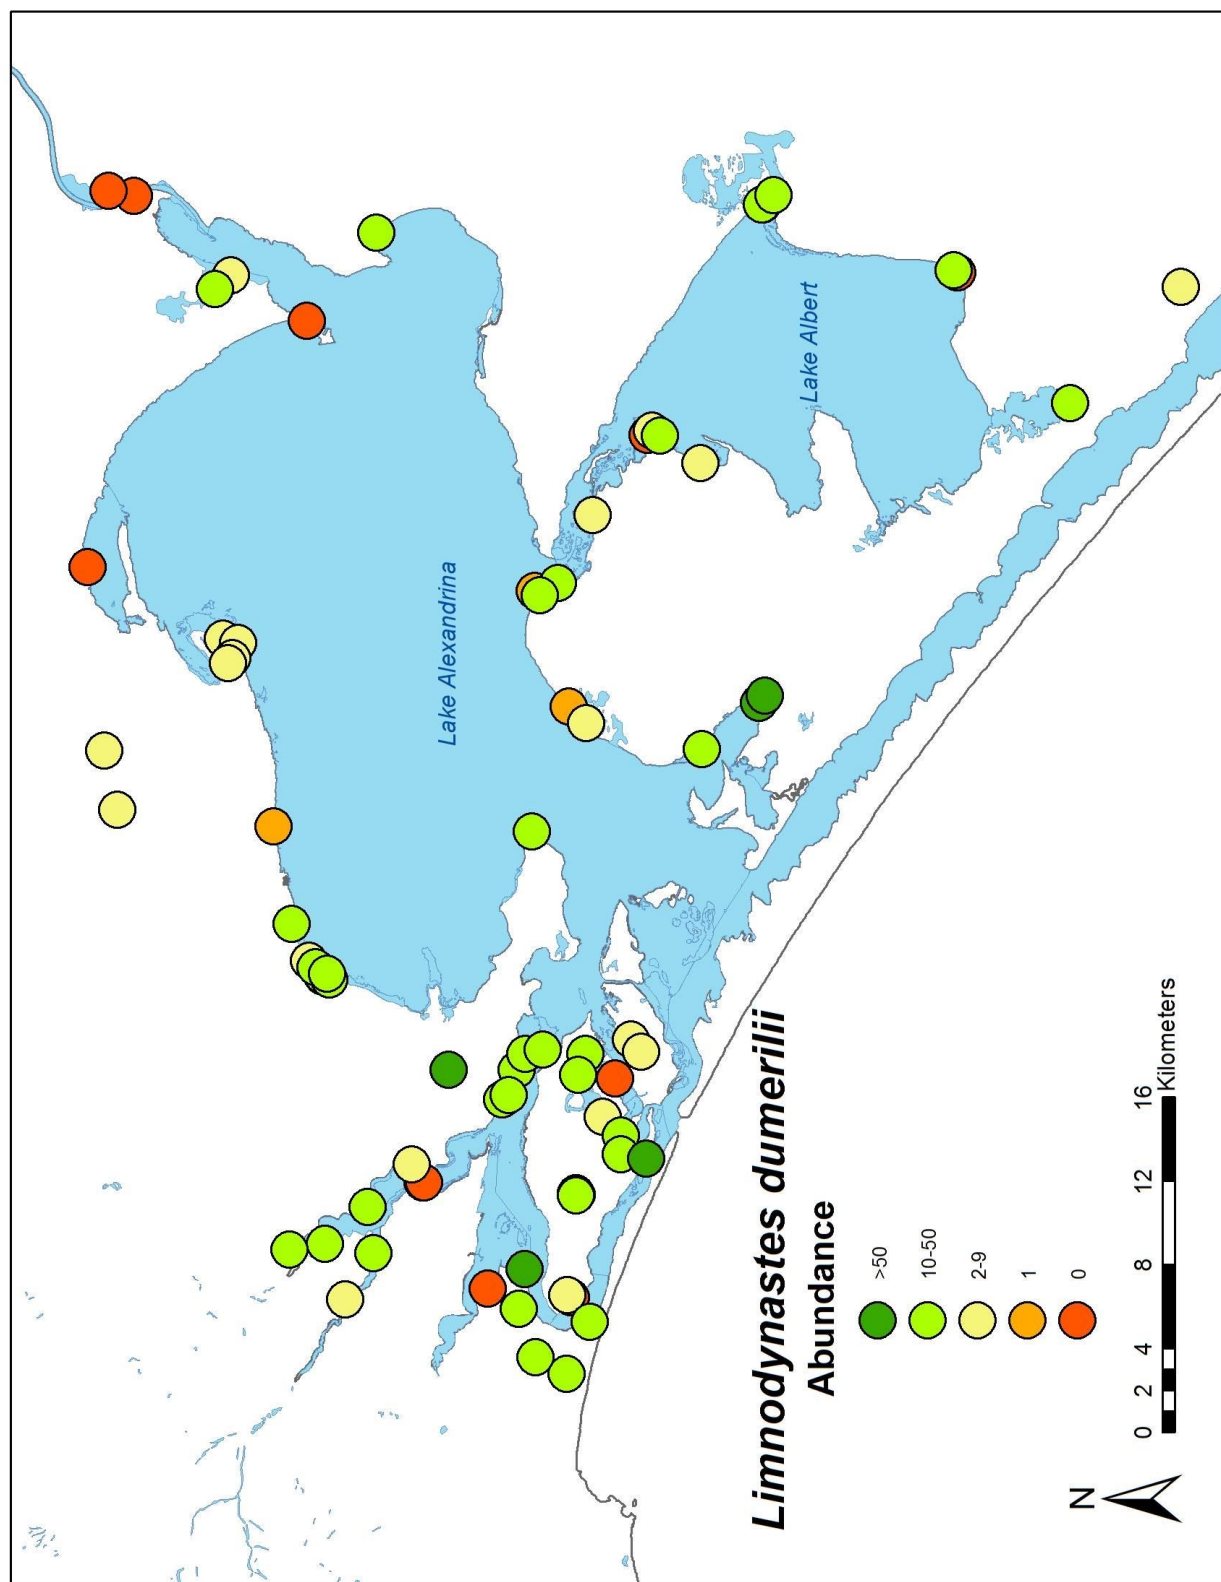 Lake Alexandrina
Lake Albert
Limnodynastes dumerilii
Abundance
>50
10-50
2-9
1
0
N
0 2 4 8 12 16
Kilometers